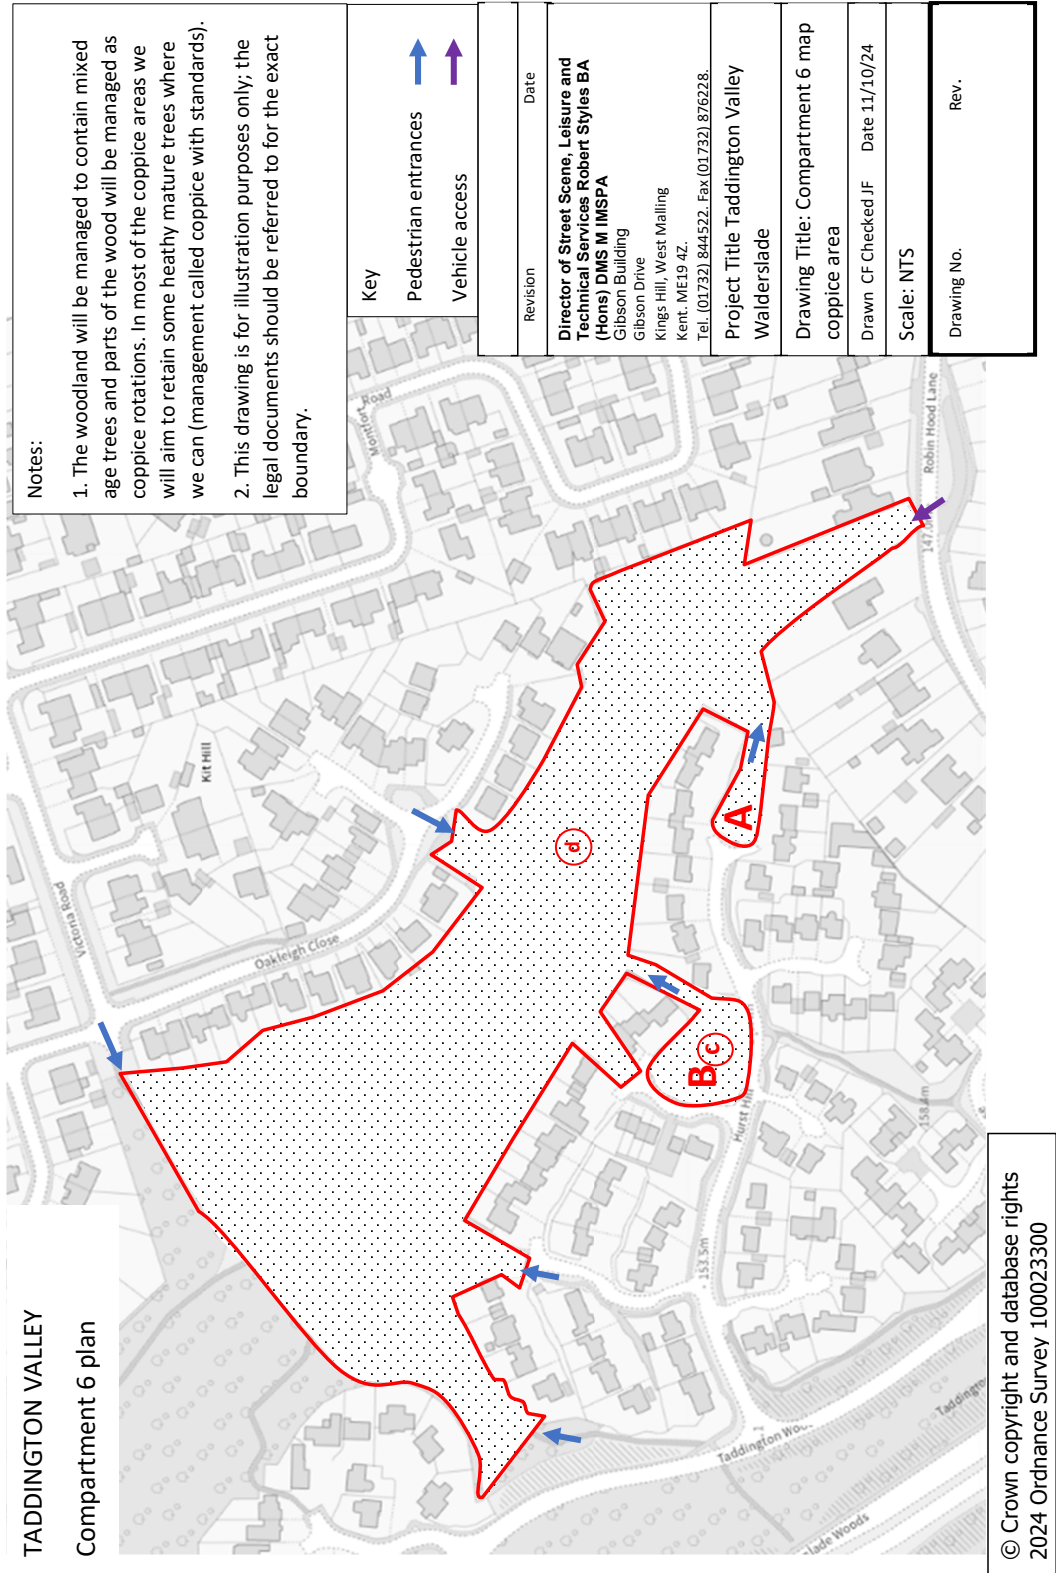 TADDINGTON VALLEY
Compartment 6 plan
Notes:
1. The woodland will be managed to contain mixed
age trees and parts of the wood will be managed as
coppice rotations. In most of the coppice areas we
will aim to retain some heathy mature trees where
we can (management called coppice with standards).
2. This drawing is for illustration purposes only; the
legal documents should be referred to for the exact
boundary.
Key
Pedestrian entrances
Vehicle access
Revision Date
Director of Street Scene, Leisure and
Technical Services Robert Styles BA
(Hons) DMS M IMSPA
Gibson Building
Gibson Drive
Kings Hill, West Malling
Kent. ME19 4Z.
Tel. (01732) 844522. Fax (01732) 876228.
Project Title Taddington Valley
Walderslade
Drawing Title: Compartment 6 map
coppice area
Drawn CF Checked JF Date 11/10/24
Scale: NTS
Drawing No. Rev.
Victoria Road
Kit Hill
Montfort Road
Oakleigh Close
d
A
B
c
Hurst Hill
153.5m
158.4m
147.0m
Robin Hood Lane
Taddington Woo
Taddington
lade Woods
© Crown copyright and database rights
2024 Ordnance Survey 100023300